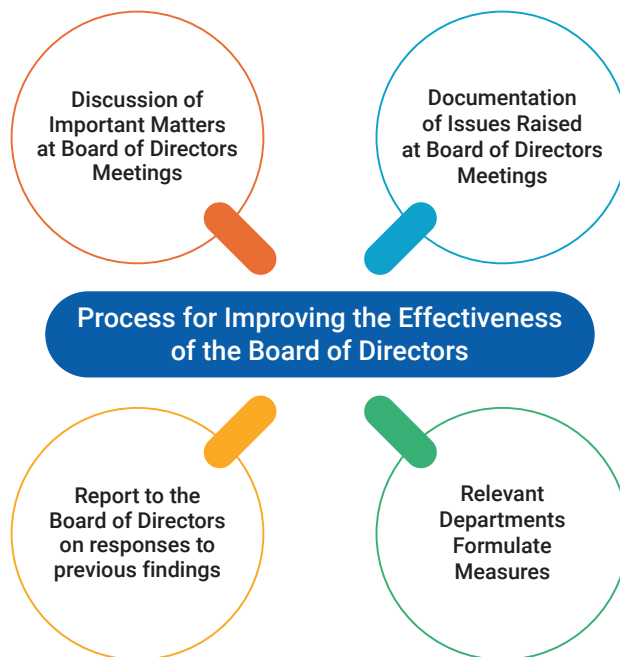 Discussion of
Important Matters
at Board of Directors
Meetings
Documentation
of Issues Raised
at Board of Directors
Meetings
Process for Improving the Effectiveness
of the Board of Directors
Report to the
Board of Directors
on responses to
previous findings
Relevant
Departments
Formulate
Measures